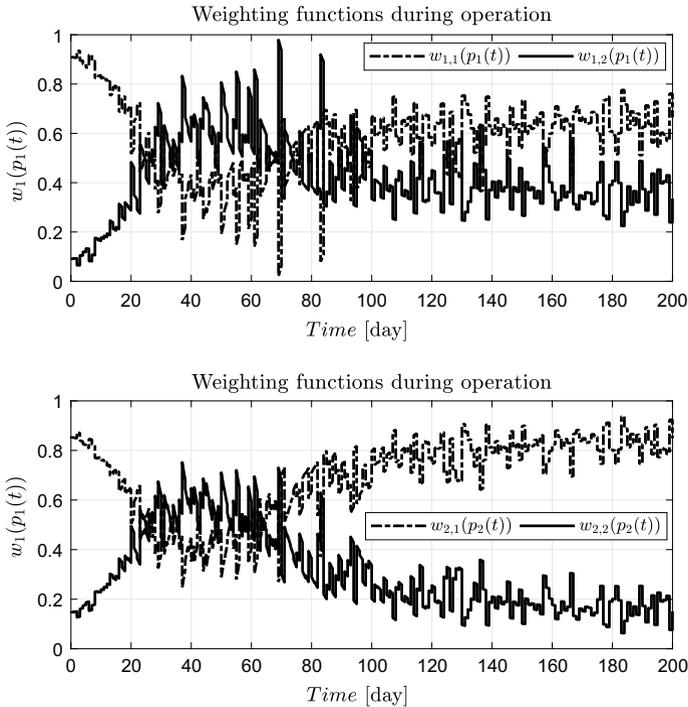 Weighting functions during operation
1
0.8
0.6
0.4
0.2
0
w1(p1(t))
w1,1(p1(t)) w1,2(p1(t))
0 20 40 60 80 100 120 140 160 180 200
Time [day]
Weighting functions during operation
1
0.8
0.6
0.4
0.2
0
w1(p1(t))
w2,1(p2(t)) w2,2(p2(t))
0 20 40 60 80 100 120 140 160 180 200
Time [day]